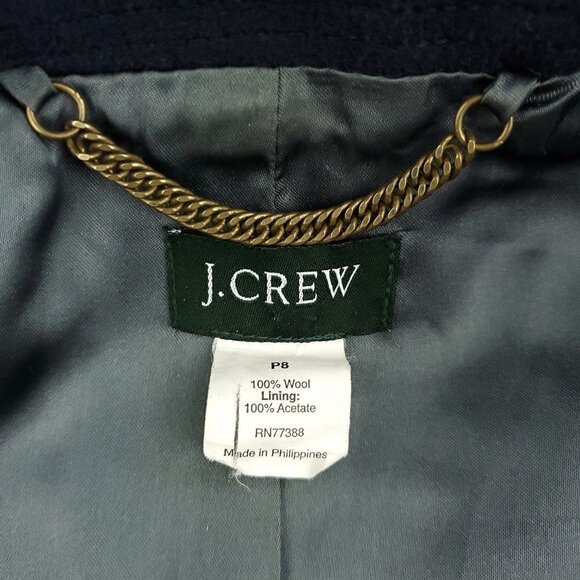 J.CREW
P8
100% Wool
Lining:
100% Acetate
RN77388
Made in Philippines